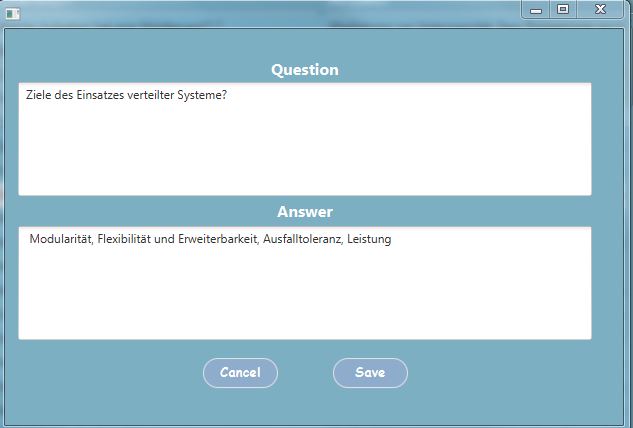 Question
Ziele des Einsatzes verteilter Systeme?
Answer
Modularität, Flexibilität und Erweiterbarkeit, Ausfalltoleranz, Leistung
Cancel Save